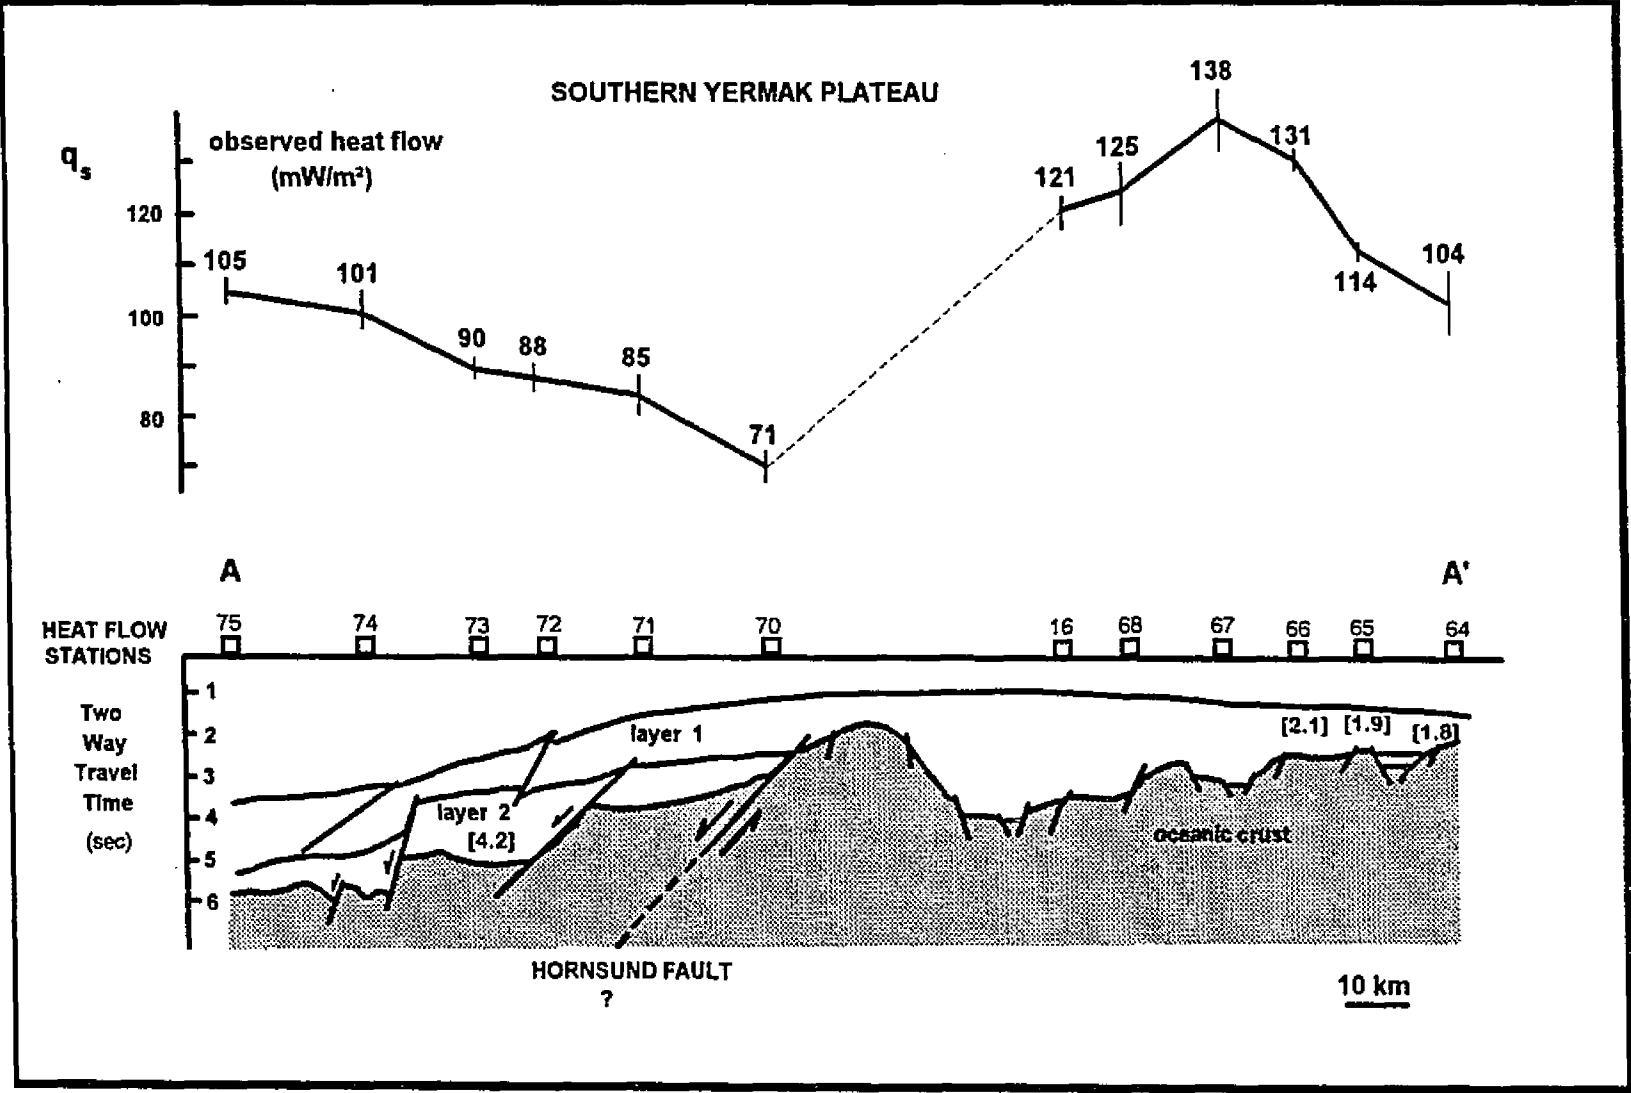 SOUTHERN YERMAK PLATEAU
138
qs
observed heat flow
(mW/m²)
131
125
121
120
105
101
104
114
100
90
88
85
80
71
A
A'
HEAT FLOW
STATIONS
75
74
73
72
71
70
16
68
67
66
65
64
Two
Way
Travel
Time
(sec)
1
2
3
4
5
6
layer 1
layer 2
[4.2]
[2.1]
[1.9]
[1.8]
oceanic crust
HORNSUND FAULT
?
10 km